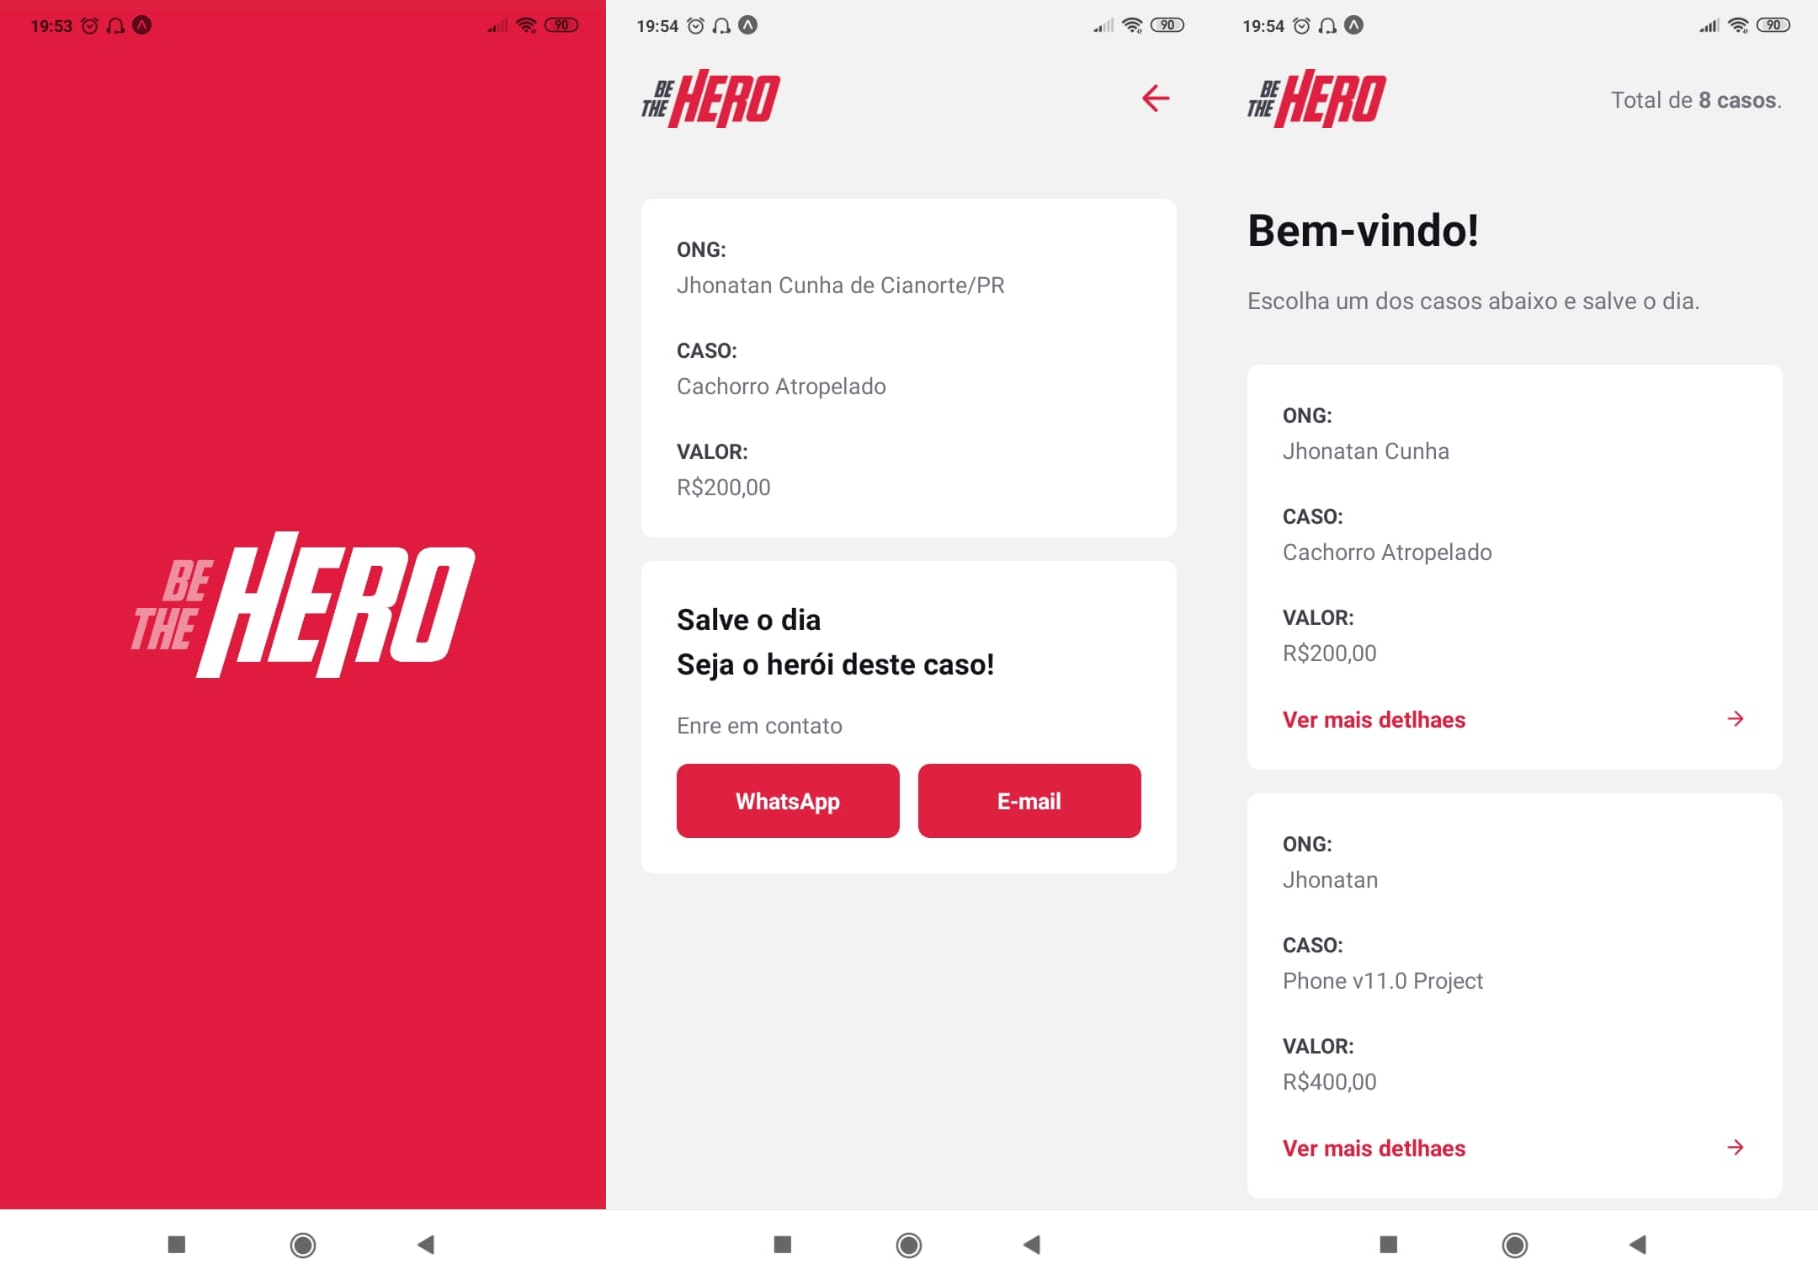 19:53
90
BE
THE HERO
19:54
90
BE
THE HERO
ONG:
Jhonatan Cunha de Cianorte/PR
CASO:
Cachorro Atropelado
VALOR:
R$200,00
Salve o dia
Seja o herói deste caso!
Enre em contato
WhatsApp
E-mail
19:54
90
BE
THE HERO
Total de 8 casos.
Bem-vindo!
Escolha um dos casos abaixo e salve o dia.
ONG:
Jhonatan Cunha
CASO:
Cachorro Atropelado
VALOR:
R$200,00
Ver mais detlhaes
ONG:
Jhonatan
CASO:
Phone v11.0 Project
VALOR:
R$400,00
Ver mais detlhaes